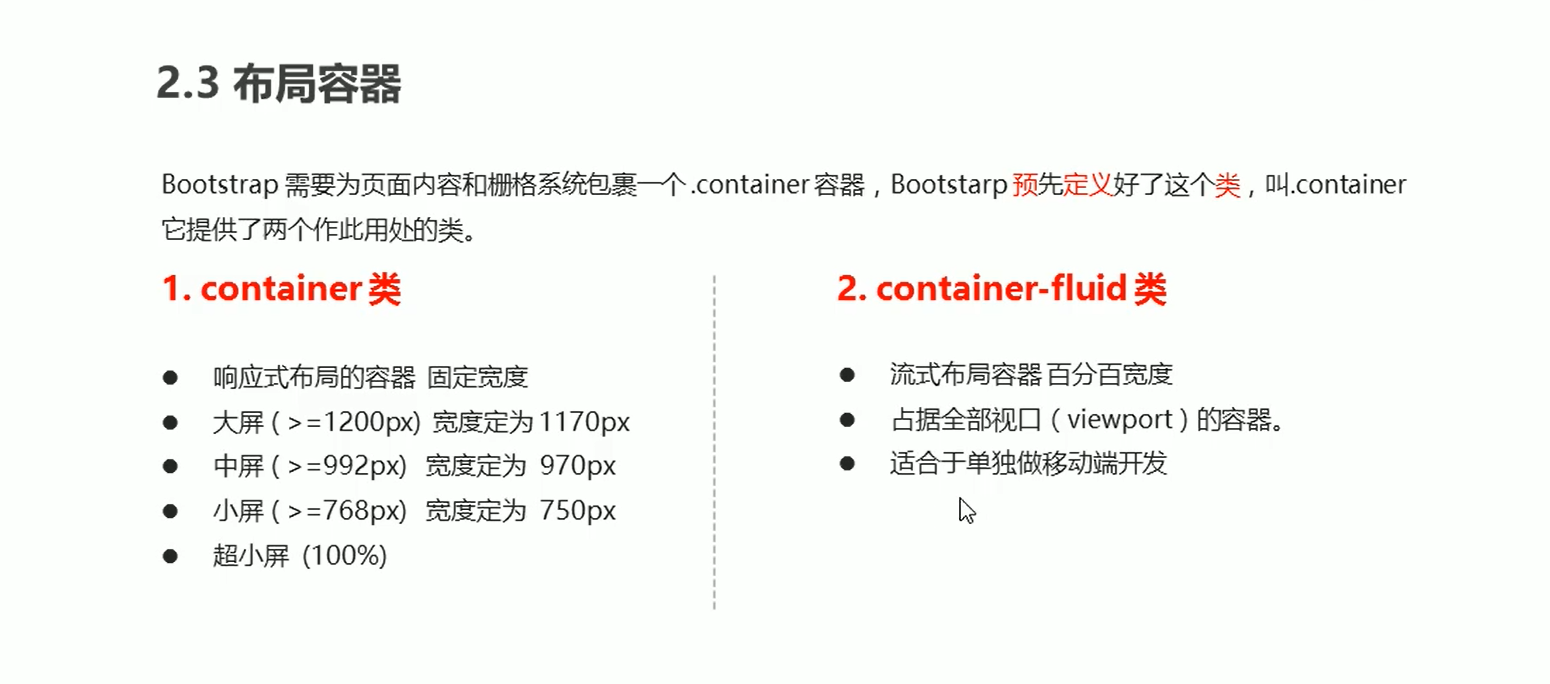 2.3 布局容器
Bootstrap 需要为页面内容和栅格系统包裹一个 .container 容器，Bootstarp 预先定义好了这个类，叫.container
它提供了两个作此用处的类。
1. container 类
响应式布局的容器 固定宽度
大屏 ( >=1200px) 宽度定为 1170px
中屏 ( >=992px) 宽度定为 970px
小屏 ( >=768px) 宽度定为 750px
超小屏 (100%)
2. container-fluid 类
流式布局容器 百分百宽度
占据全部视口（viewport）的容器。
适合于单独做移动端开发